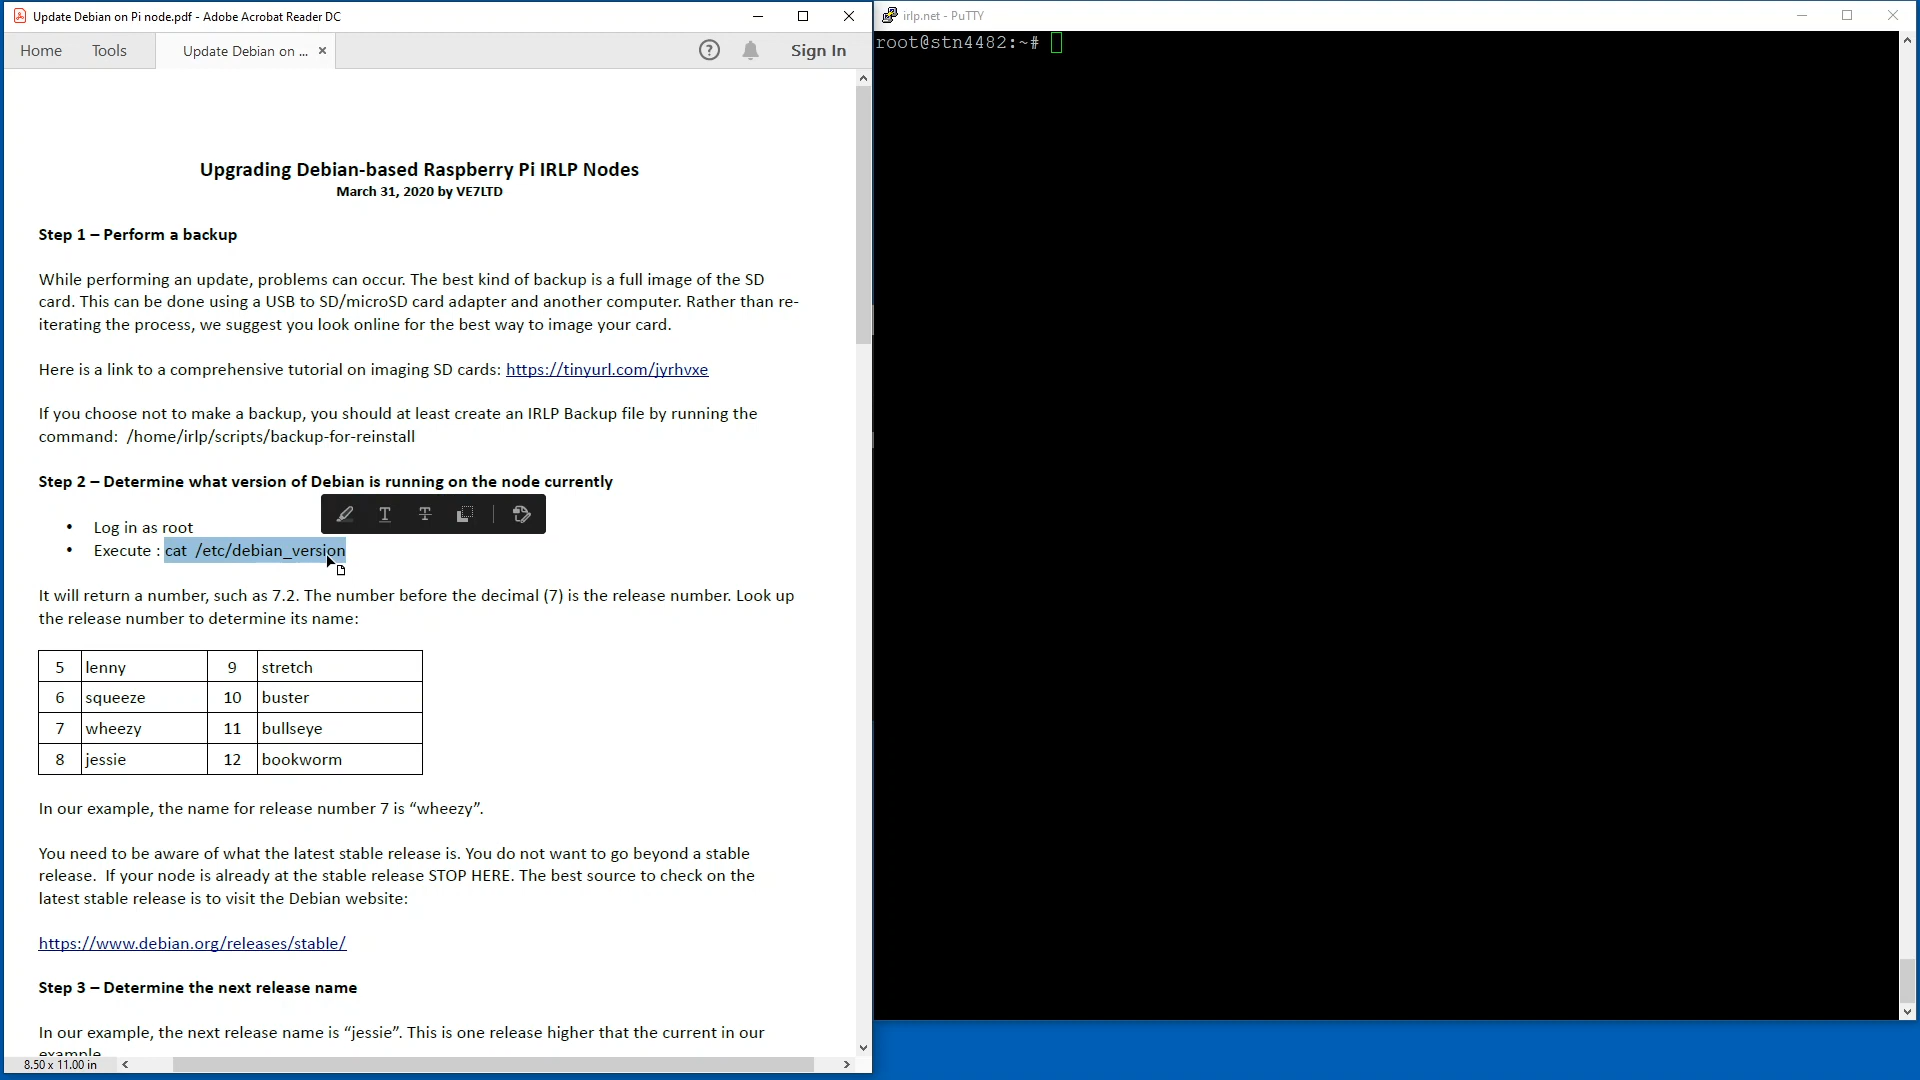 Update Debian on Pi node.pdf - Adobe Acrobat Reader DC
Home Tools Update Debian on ... × ? Sign In
Upgrading Debian-based Raspberry Pi IRLP Nodes
March 31, 2020 by VE7LTD
Step 1 – Perform a backup
While performing an update, problems can occur. The best kind of backup is a full image of the SD
card. This can be done using a USB to SD/microSD card adapter and another computer. Rather than re-
iterating the process, we suggest you look online for the best way to image your card.
Here is a link to a comprehensive tutorial on imaging SD cards: https://tinyurl.com/jyrhvxe
If you choose not to make a backup, you should at least create an IRLP Backup file by running the
command: /home/irlp/scripts/backup-for-reinstall
Step 2 – Determine what version of Debian is running on the node currently
• Log in as root
• Execute : cat /etc/debian_version
It will return a number, such as 7.2. The number before the decimal (7) is the release number. Look up
the release number to determine its name:
5 lenny 9 stretch
6 squeeze 10 buster
7 wheezy 11 bullseye
8 jessie 12 bookworm
In our example, the name for release number 7 is “wheezy”.
You need to be aware of what the latest stable release is. You do not want to go beyond a stable
release. If your node is already at the stable release STOP HERE. The best source to check on the
latest stable release is to visit the Debian website:
https://www.debian.org/releases/stable/
Step 3 – Determine the next release name
In our example, the next release name is “jessie”. This is one release higher that the current in our
example
8.50 x 11.00 in
irlp.net - PuTTY
root@stn4482:~#